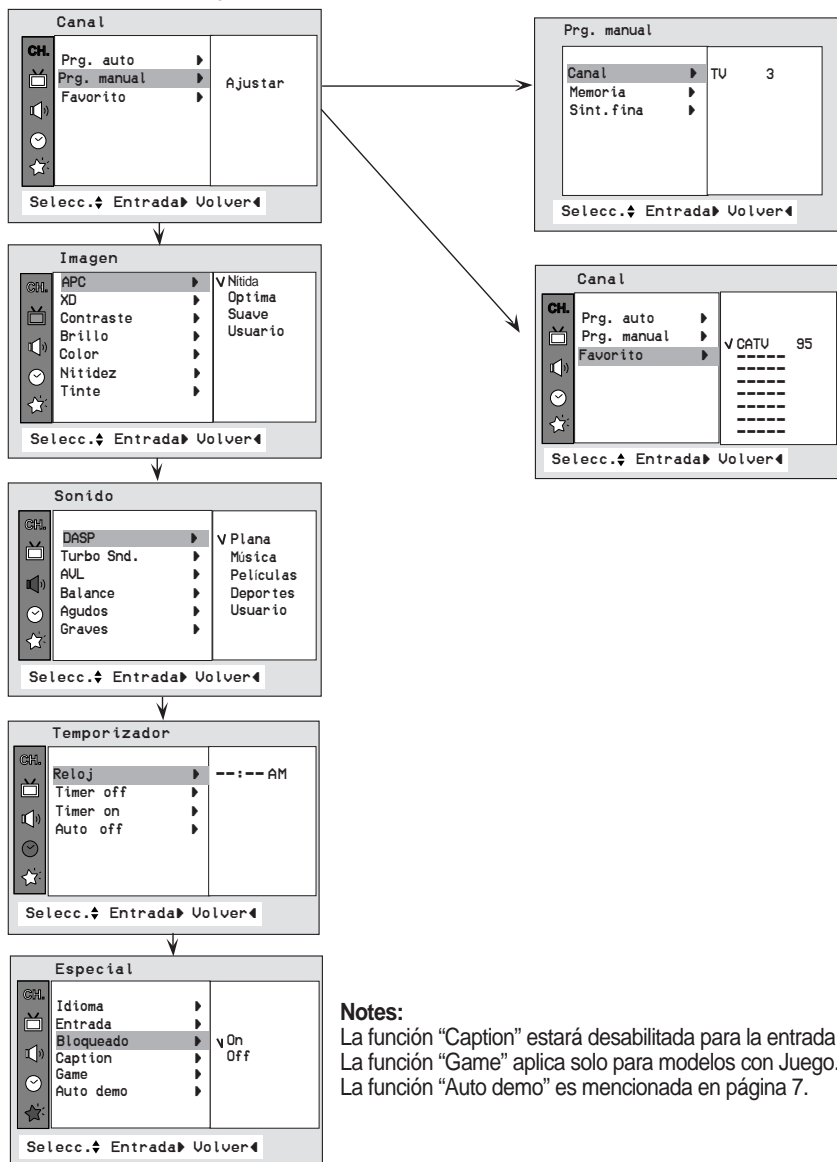 Canal
CH.
Prg. auto
Prg. manual
Favorito
Ajustar
Selecc. Entrada Volver
Prg. manual
Canal
Memoria
Sint.fina
TV 3
Selecc. Entrada Volver
Imagen
CH.
APC
XD
Contraste
Brillo
Color
Nitidez
Tinte
√ Nítida
Optima
Suave
Usuario
Selecc. Entrada Volver
Canal
CH.
Prg. auto
Prg. manual
Favorito
√ CATV 95
-----
-----
-----
-----
-----
-----
-----
Selecc. Entrada Volver
Sonido
CH.
DASP
Turbo Snd.
AVL
Balance
Agudos
Graves
√ Plana
Música
Películas
Deportes
Usuario
Selecc. Entrada Volver
Temporizador
CH.
Reloj
Timer off
Timer on
Auto off
--:-- AM
Selecc. Entrada Volver
Especial
CH.
Idioma
Entrada
Bloqueado
Caption
Game
Auto demo
√ On
Off
Selecc. Entrada Volver
Notes:
La función “Caption” estará desabilitada para la entrada
La función “Game” aplica solo para modelos con Juego.
La función “Auto demo” es mencionada en página 7.